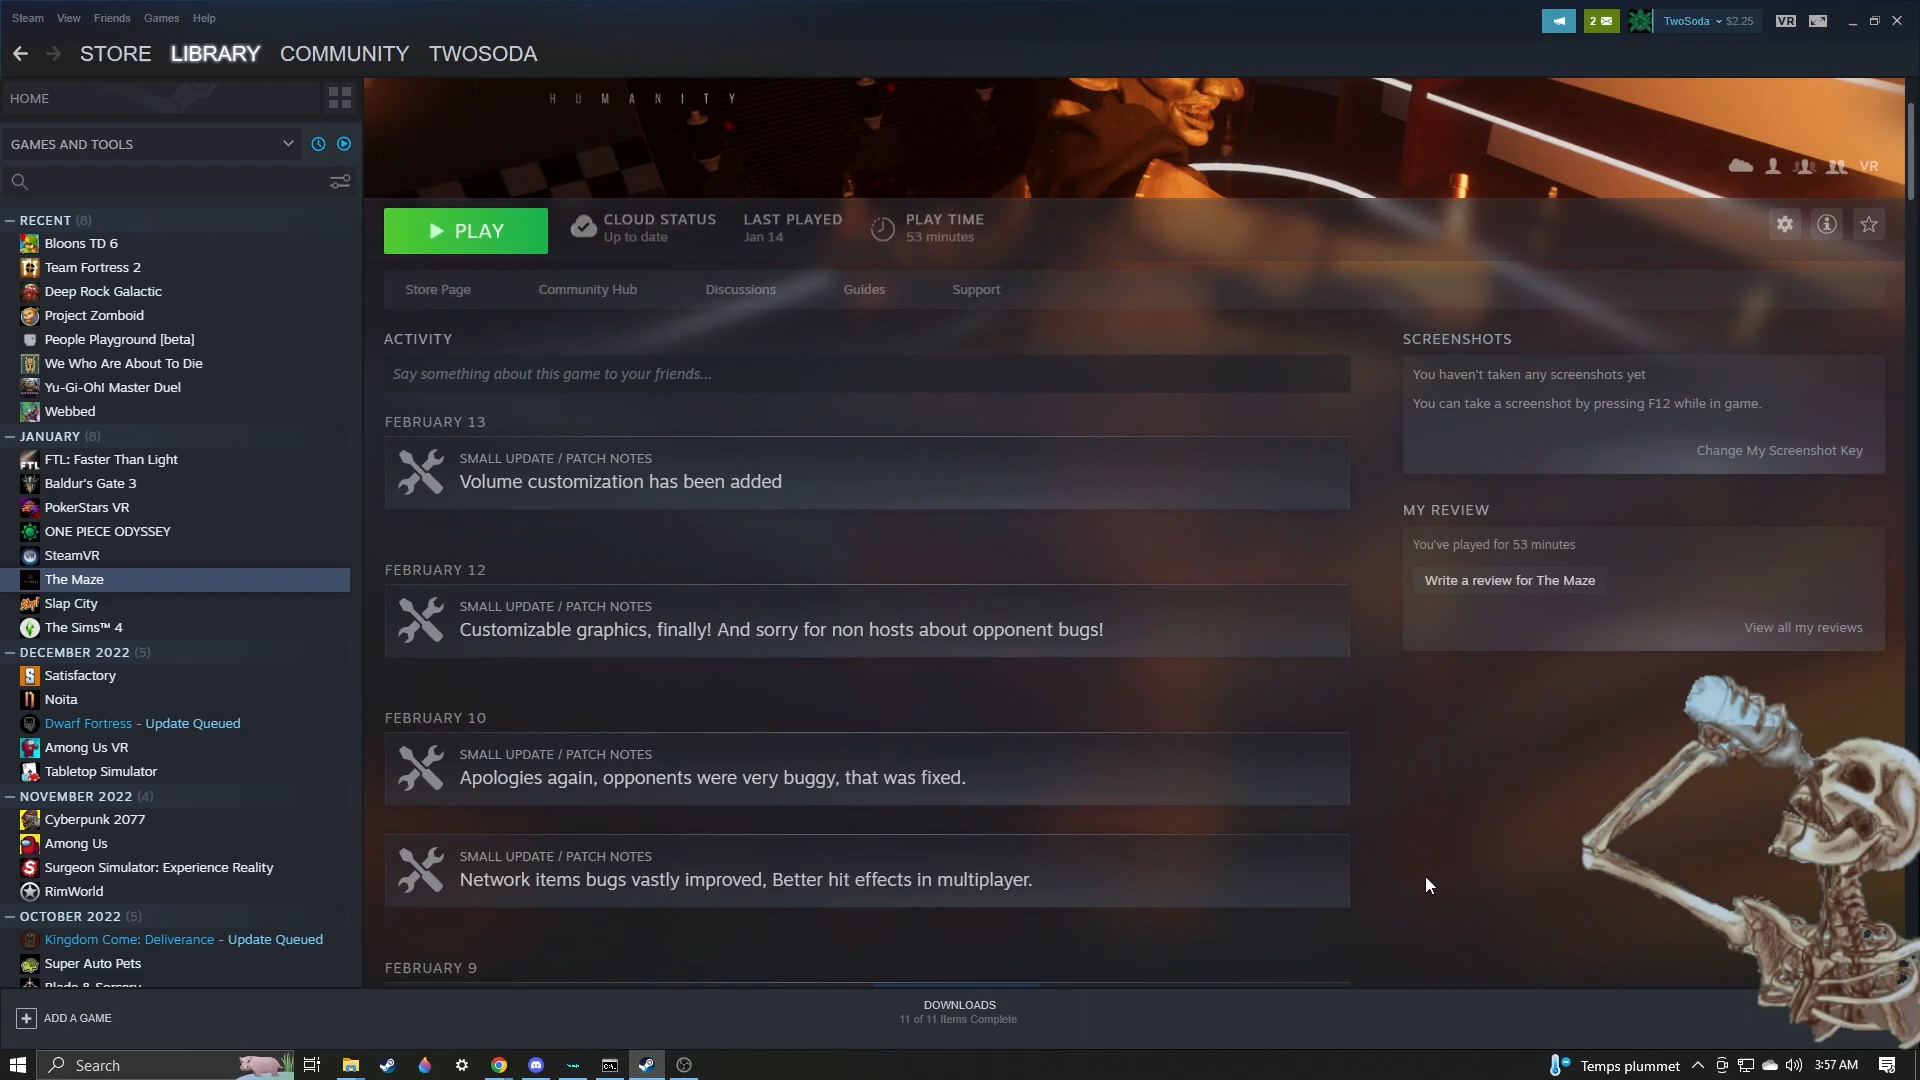 Steam View Friends Games Help
2 TwoSoda $2.25 VR
STORE LIBRARY COMMUNITY TWOSODA
HOME
HUMANITY
GAMES AND TOOLS
VR
RECENT (8)
Bloons TD 6
Team Fortress 2
Deep Rock Galactic
Project Zomboid
People Playground [beta]
We Who Are About To Die
Yu-Gi-Oh! Master Duel
Webbed
JANUARY (8)
FTL: Faster Than Light
Baldur's Gate 3
PokerStars VR
ONE PIECE ODYSSEY
SteamVR
The Maze
Slap City
The Sims™ 4
DECEMBER 2022 (5)
Satisfactory
Noita
Dwarf Fortress - Update Queued
Among Us VR
Tabletop Simulator
NOVEMBER 2022 (4)
Cyberpunk 2077
Among Us
Surgeon Simulator: Experience Reality
RimWorld
OCTOBER 2022 (5)
Kingdom Come: Deliverance - Update Queued
Super Auto Pets
Blade & Sorcery
PLAY
CLOUD STATUS
Up to date
LAST PLAYED
Jan 14
PLAY TIME
53 minutes
Store Page Community Hub Discussions Guides Support
ACTIVITY
Say something about this game to your friends...
FEBRUARY 13
SMALL UPDATE / PATCH NOTES
Volume customization has been added
FEBRUARY 12
SMALL UPDATE / PATCH NOTES
Customizable graphics, finally! And sorry for non hosts about opponent bugs!
FEBRUARY 10
SMALL UPDATE / PATCH NOTES
Apologies again, opponents were very buggy, that was fixed.
SMALL UPDATE / PATCH NOTES
Network items bugs vastly improved, Better hit effects in multiplayer.
FEBRUARY 9
SCREENSHOTS
You haven't taken any screenshots yet
You can take a screenshot by pressing F12 while in game.
Change My Screenshot Key
MY REVIEW
You've played for 53 minutes
Write a review for The Maze
View all my reviews
ADD A GAME
DOWNLOADS
11 of 11 Items Complete
Search
Temps plummet
3:57 AM